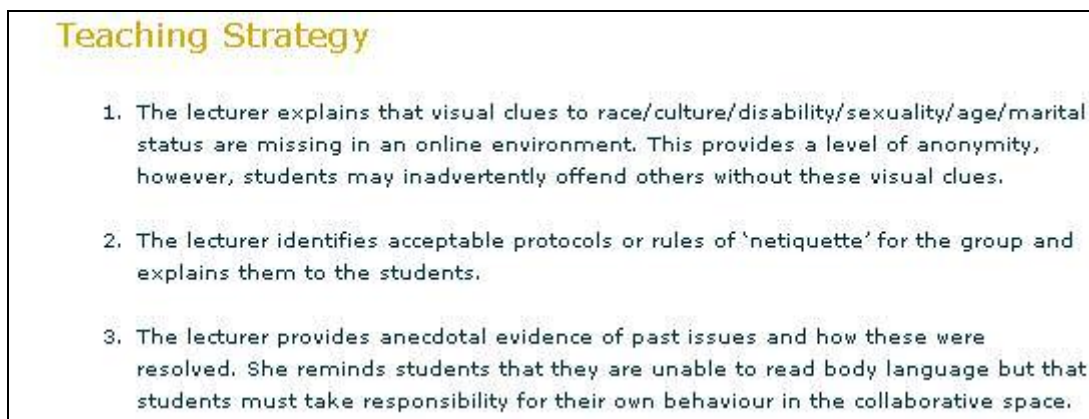 Teaching Strategy
1. The lecturer explains that visual clues to race/culture/disability/sexuality/age/marital
status are missing in an online environment. This provides a level of anonymity,
however, students may inadvertently offend others without these visual clues.
2. The lecturer identifies acceptable protocols or rules of ‘netiquette’ for the group and
explains them to the students.
3. The lecturer provides anecdotal evidence of past issues and how these were
resolved. She reminds students that they are unable to read body language but that
students must take responsibility for their own behaviour in the collaborative space.